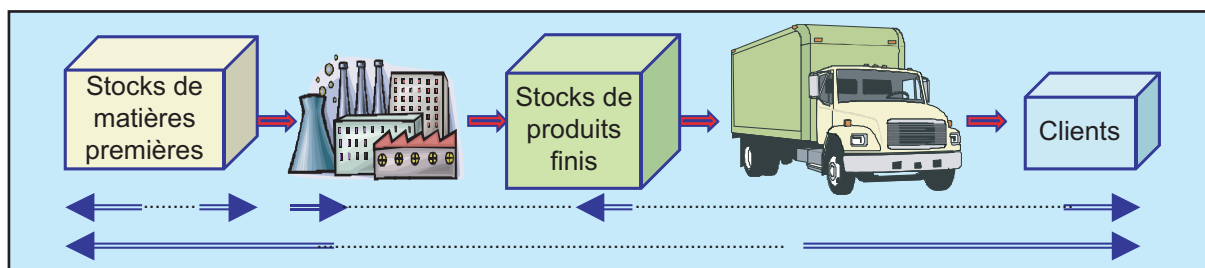 Stocks de
matières
premières
Stocks de
produits
finis
Clients